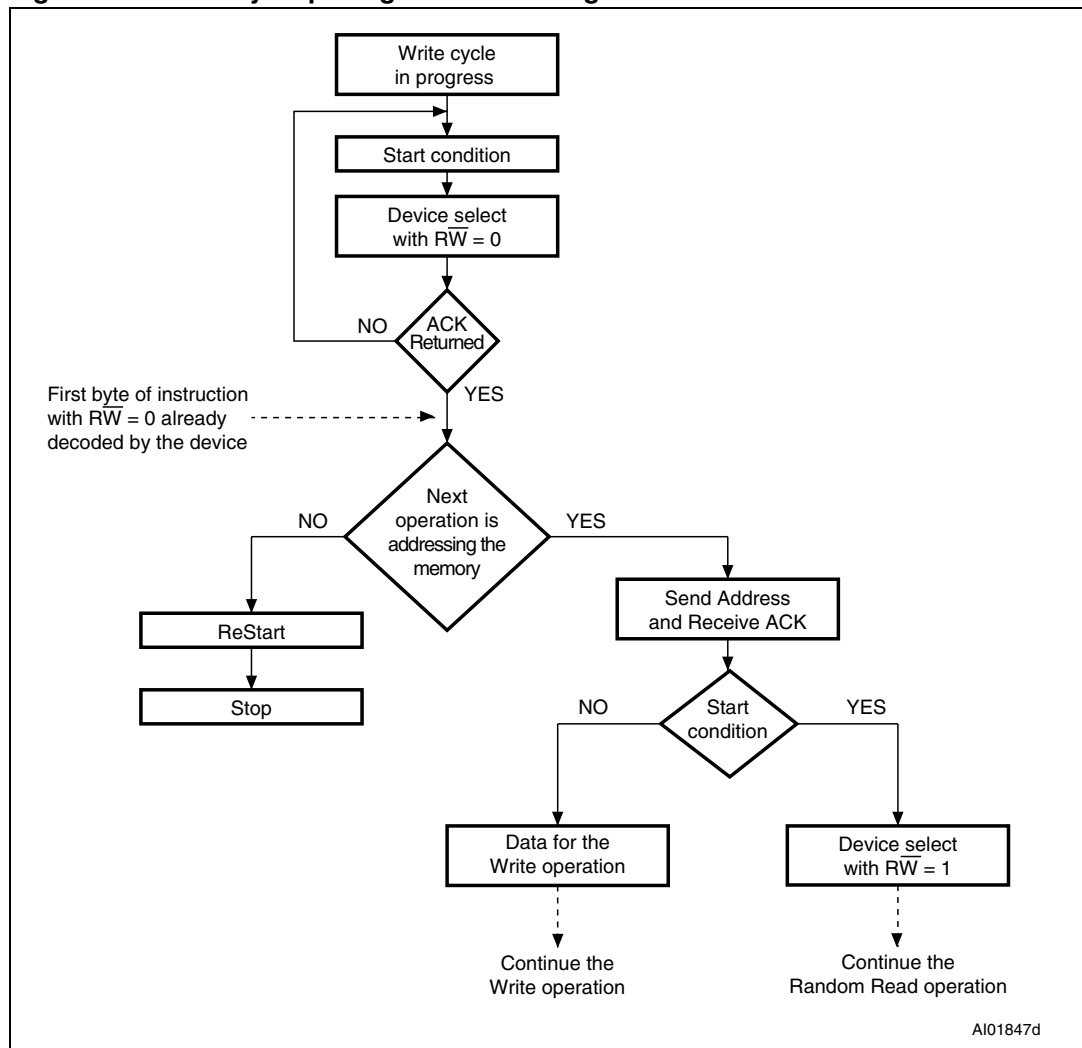 Write cycle
in progress
Start condition
Device select
with RW̅ = 0
NO
ACK
Returned
YES
First byte of instruction
with RW̅ = 0 already
decoded by the device
NO
Next
operation is
addressing the
memory
YES
ReStart
Stop
Send Address
and Receive ACK
NO
Start
condition
YES
Data for the
Write operation
Device select
with RW̅ = 1
Continue the
Write operation
Continue the
Random Read operation
AI01847d